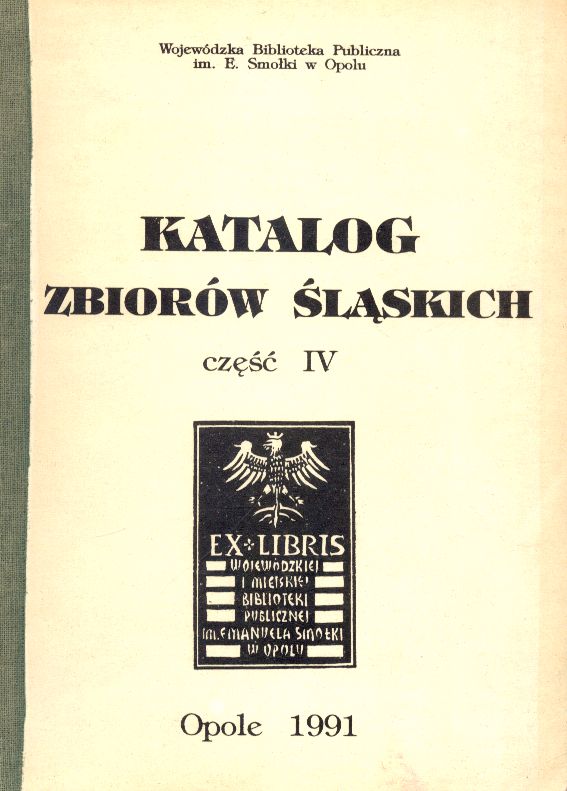 Wojewódzka Biblioteka Publiczna
im. E. Smołki w Opolu
KATALOG
ZBIORÓW ŚLĄSKICH
część IV
EX LIBRIS
WOJEWÓDZKIEJ
I MIEJSKIEJ
BIBLIOTEKI
PUBLICZNEJ
IM. EMANUELA SMOŁKI
W OPOLU
Opole 1991